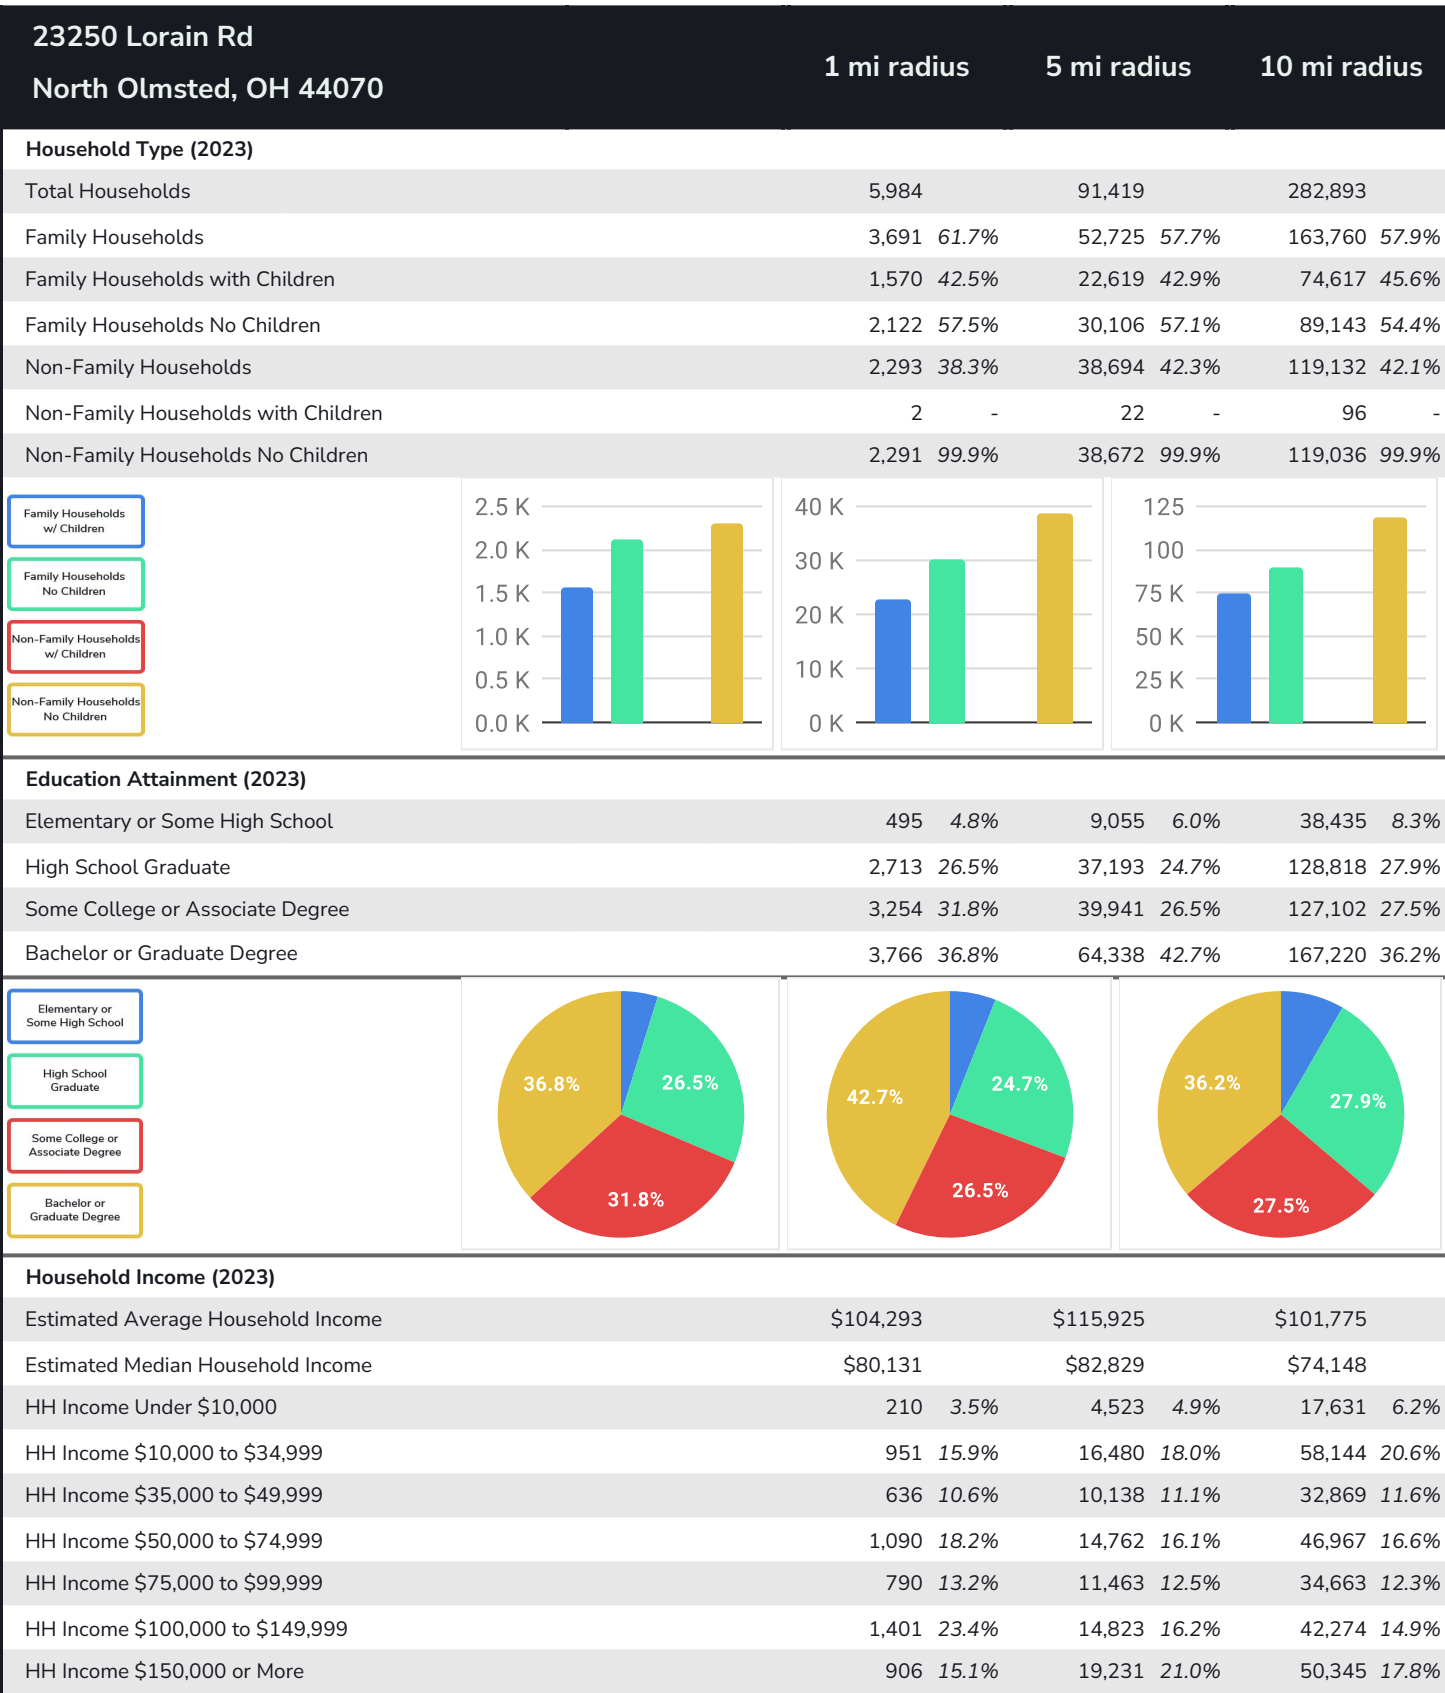 23250 Lorain Rd
North Olmsted, OH 44070
1 mi radius 5 mi radius 10 mi radius
Household Type (2023)
Total Households 5,984 91,419 282,893
Family Households 3,691 61.7% 52,725 57.7% 163,760 57.9%
Family Households with Children 1,570 42.5% 22,619 42.9% 74,617 45.6%
Family Households No Children 2,122 57.5% 30,106 57.1% 89,143 54.4%
Non-Family Households 2,293 38.3% 38,694 42.3% 119,132 42.1%
Non-Family Households with Children 2 - 22 - 96 -
Non-Family Households No Children 2,291 99.9% 38,672 99.9% 119,036 99.9%
Family Households
w/ Children
Family Households
No Children
Non-Family Households
w/ Children
Non-Family Households
No Children
2.5 K
2.0 K
1.5 K
1.0 K
0.5 K
0.0 K
40 K
30 K
20 K
10 K
0 K
125
100
75 K
50 K
25 K
0 K
Education Attainment (2023)
Elementary or Some High School 495 4.8% 9,055 6.0% 38,435 8.3%
High School Graduate 2,713 26.5% 37,193 24.7% 128,818 27.9%
Some College or Associate Degree 3,254 31.8% 39,941 26.5% 127,102 27.5%
Bachelor or Graduate Degree 3,766 36.8% 64,338 42.7% 167,220 36.2%
Elementary or
Some High School
High School
Graduate
Some College or
Associate Degree
Bachelor or
Graduate Degree
36.8% 26.5%
31.8%
42.7% 24.7%
26.5%
36.2% 27.9%
27.5%
Household Income (2023)
Estimated Average Household Income $104,293 $115,925 $101,775
Estimated Median Household Income $80,131 $82,829 $74,148
HH Income Under $10,000 210 3.5% 4,523 4.9% 17,631 6.2%
HH Income $10,000 to $34,999 951 15.9% 16,480 18.0% 58,144 20.6%
HH Income $35,000 to $49,999 636 10.6% 10,138 11.1% 32,869 11.6%
HH Income $50,000 to $74,999 1,090 18.2% 14,762 16.1% 46,967 16.6%
HH Income $75,000 to $99,999 790 13.2% 11,463 12.5% 34,663 12.3%
HH Income $100,000 to $149,999 1,401 23.4% 14,823 16.2% 42,274 14.9%
HH Income $150,000 or More 906 15.1% 19,231 21.0% 50,345 17.8%